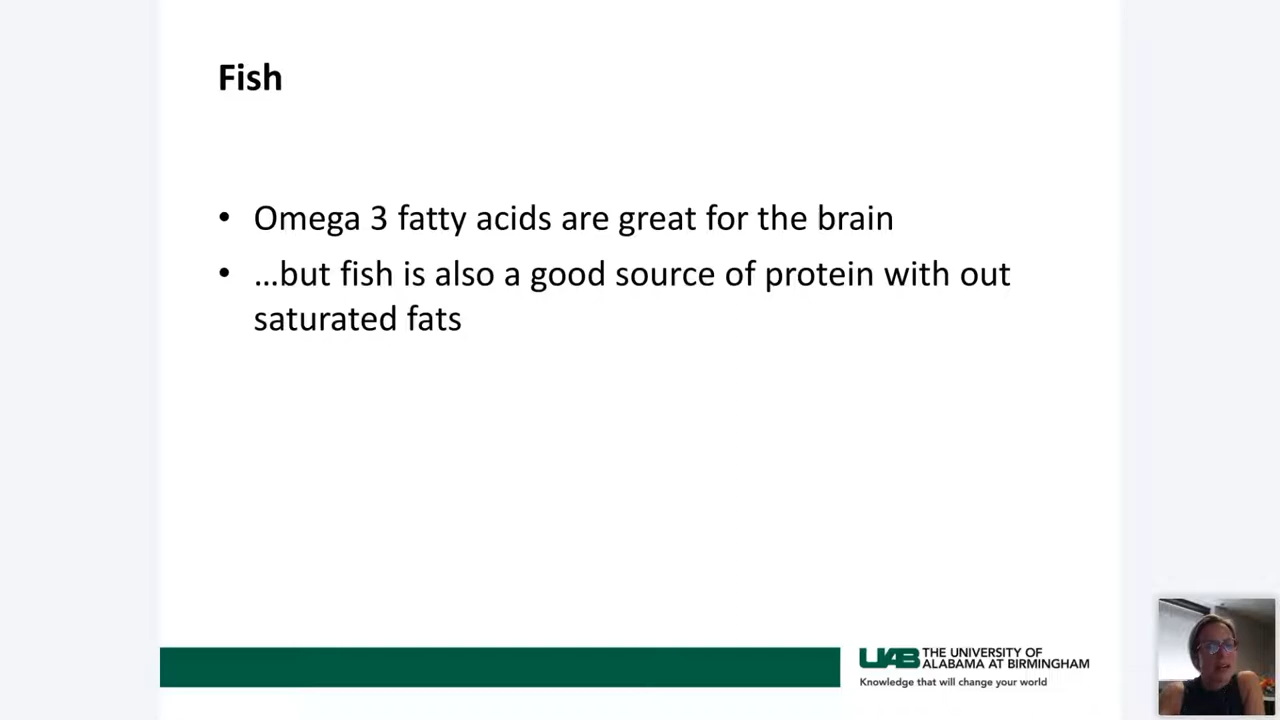 Fish
• Omega 3 fatty acids are great for the brain
• …but fish is also a good source of protein with out
saturated fats
UAB THE UNIVERSITY OF
ALABAMA AT BIRMINGHAM
Knowledge that will change your world